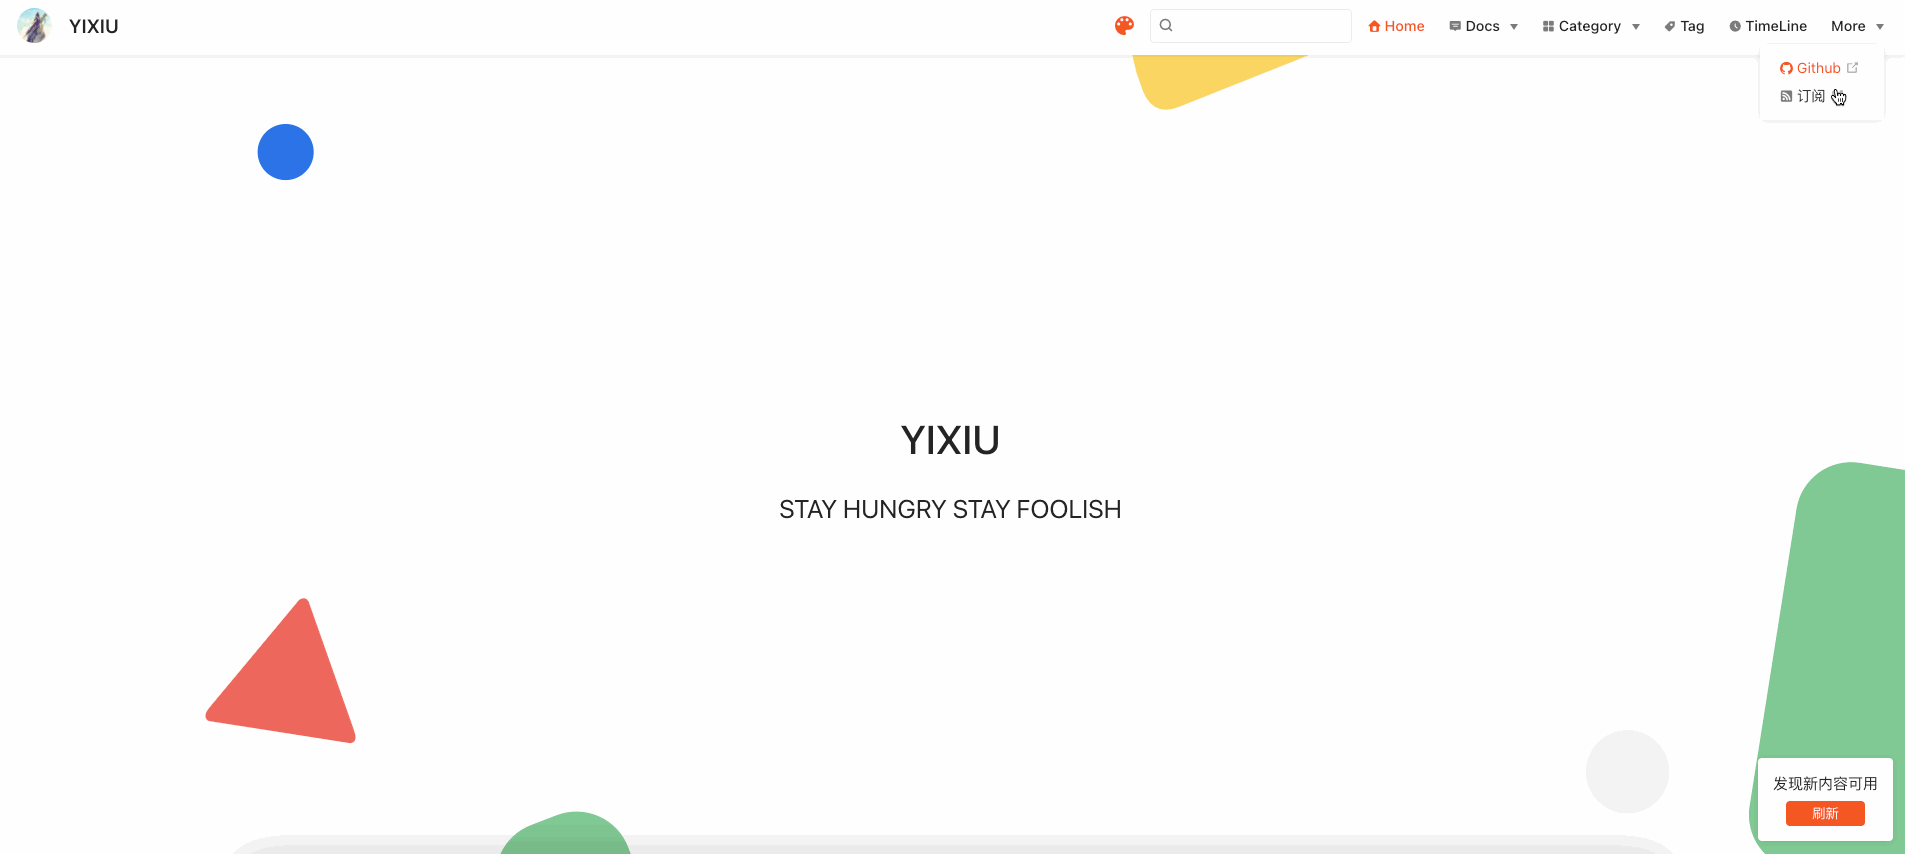 YIXIU
Home Docs Category Tag TimeLine More
Github
订阅
YIXIU
STAY HUNGRY STAY FOOLISH
发现新内容可用
刷新